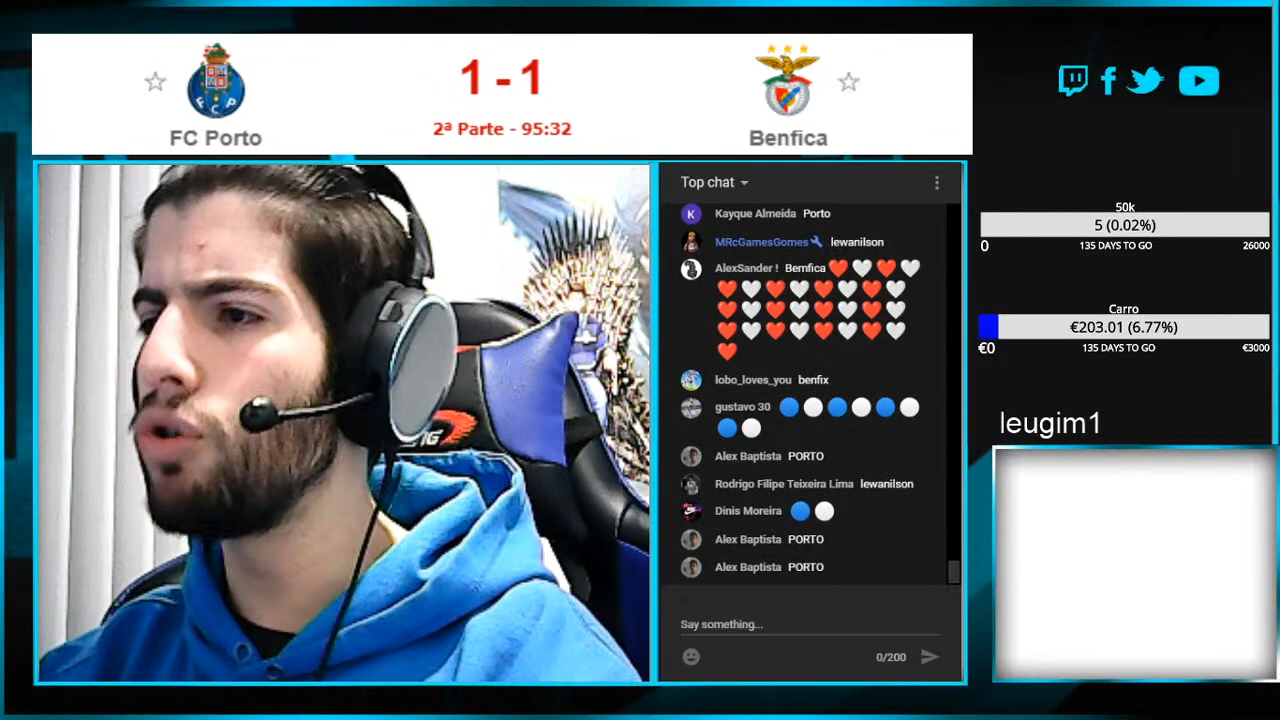 1 - 1
2ª Parte - 95:32
FC Porto
Benfica
FCP
Top chat
K
Kayque Almeida Porto
MRcGamesGomes lewanilson
AlexSander ! Bemfica ❤️🤍❤️🤍
❤️🤍❤️🤍❤️🤍❤️🤍
❤️🤍❤️🤍❤️🤍❤️🤍
❤️🤍❤️🤍❤️🤍❤️🤍
❤️
lobo_loves_you benfix
gustavo 30 🔵⚪🔵⚪🔵⚪
🔵⚪
Alex Baptista PORTO
Rodrigo Filipe Teixeira Lima lewanilson
Dinis Moreira 🔵⚪
Alex Baptista PORTO
Alex Baptista PORTO
Say something...
0/200
50k
5 (0.02%)
0 135 DAYS TO GO 26000
Carro
€203.01 (6.77%)
€0 135 DAYS TO GO €3000
leugim1